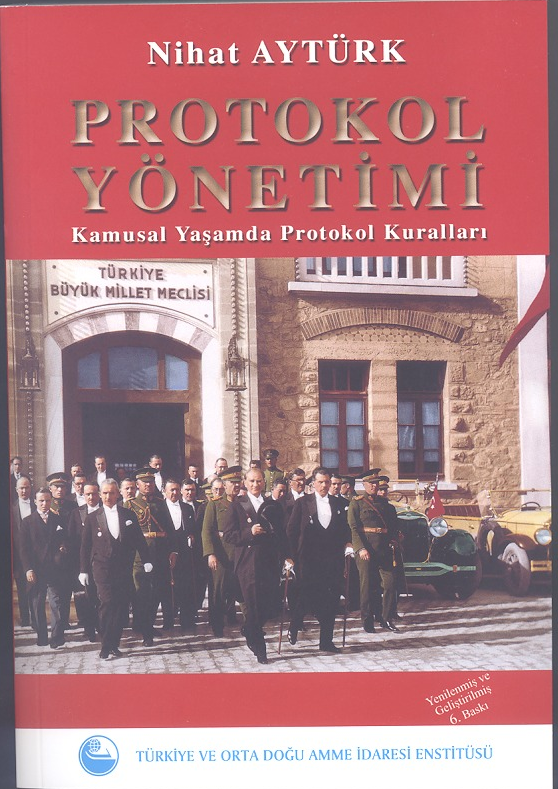 Nihat AYTÜRK
PROTOKOL
YÖNETİMİ
Kamusal Yaşamda Protokol Kuralları
TÜRKİYE
BÜYÜK MİLLET MECLİSİ
Yenilenmiş ve
Geliştirilmiş
6. Baskı
TÜRKİYE VE ORTA DOĞU AMME İDARESİ ENSTİTÜSÜ